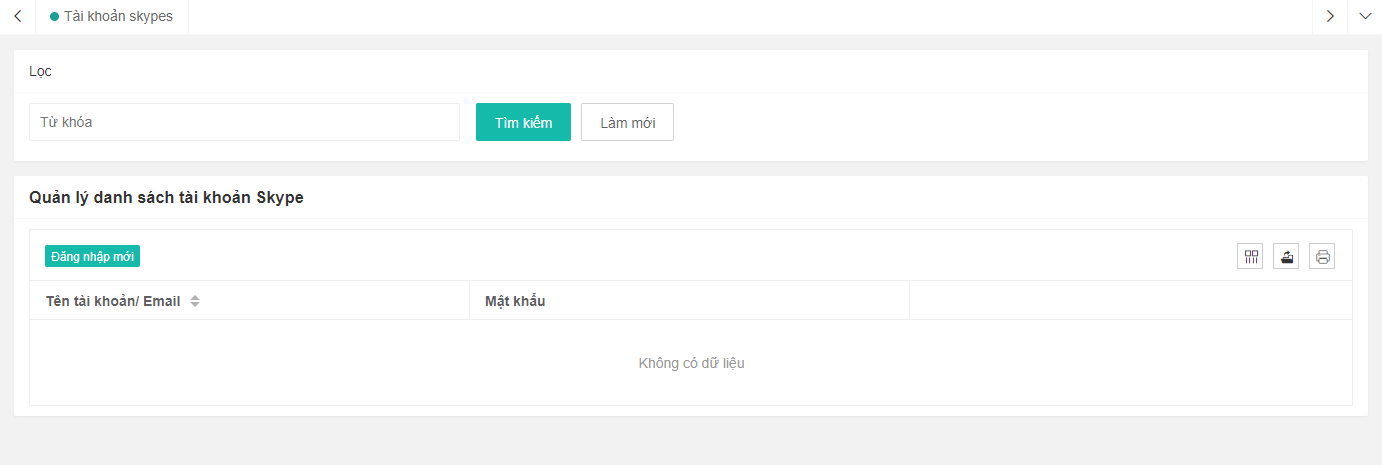 Tài khoản skypes
Lọc
Từ khóa
Tìm kiếm
Làm mới
Quản lý danh sách tài khoản Skype
Đăng nhập mới
Tên tài khoản/ Email
Mật khẩu
Không có dữ liệu